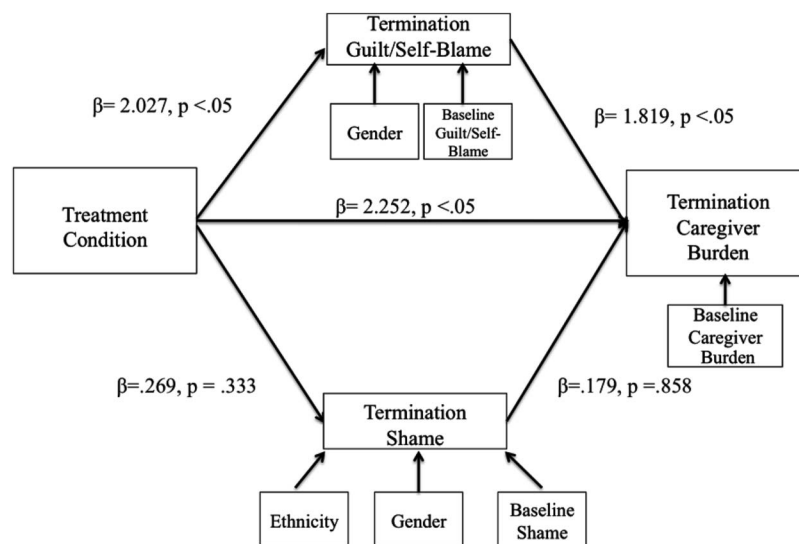 Termination
Guilt/Self-Blame
β= 2.027, p <.05
Gender
Baseline
Guilt/Self-
Blame
β= 1.819, p <.05
Treatment
Condition
β= 2.252, p <.05
Termination
Caregiver
Burden
Baseline
Caregiver
Burden
β=.269, p = .333
β=.179, p =.858
Termination
Shame
Ethnicity
Gender
Baseline
Shame